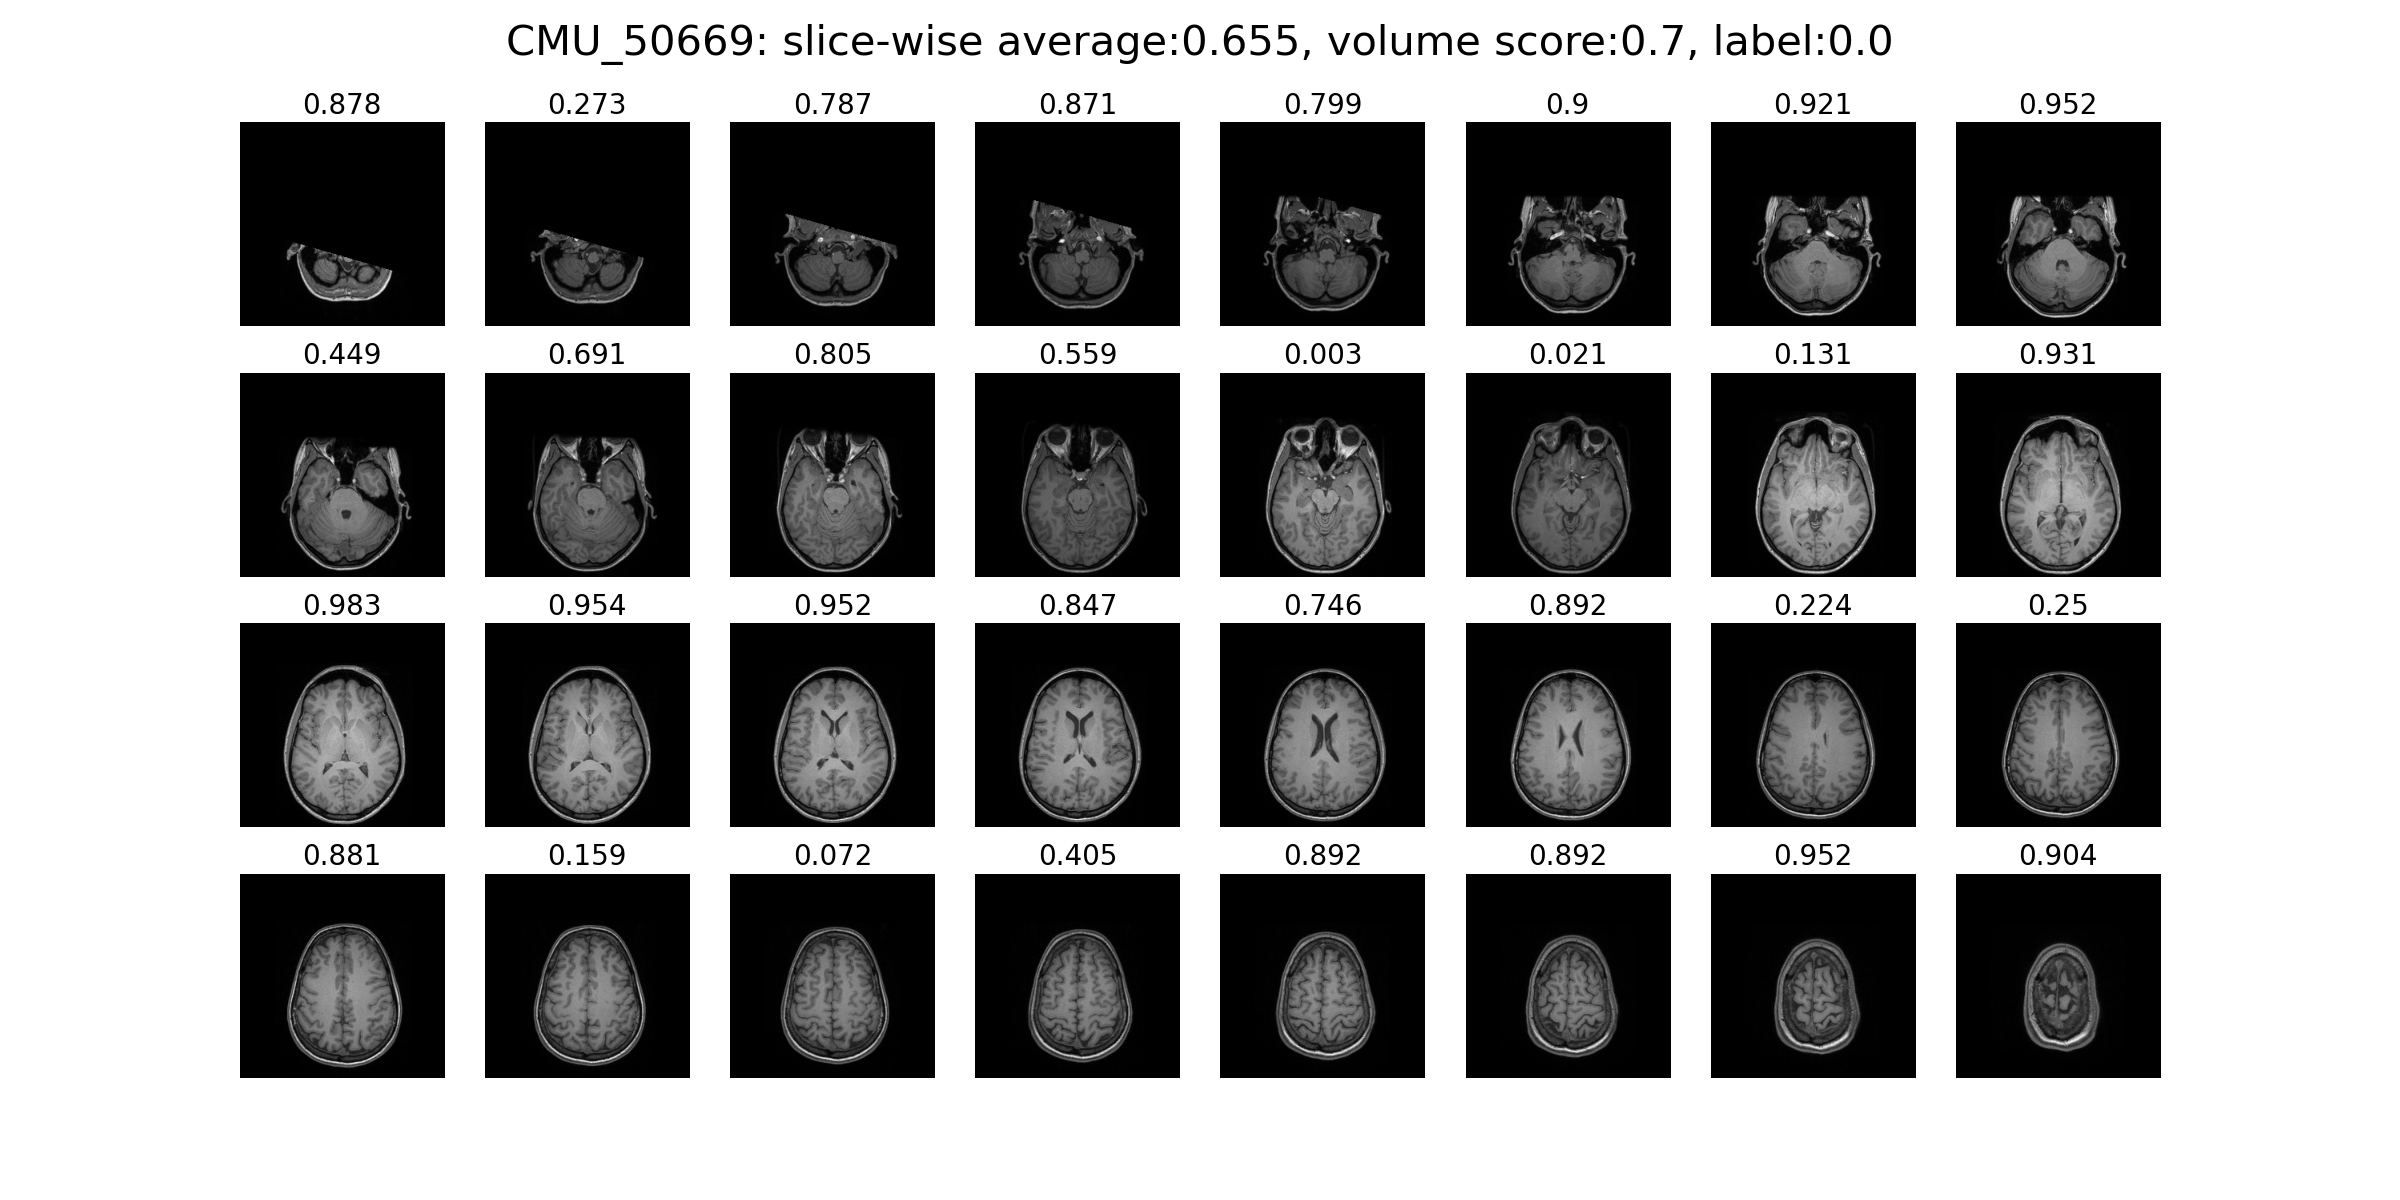 CMU_50669: slice-wise average:0.655, volume score:0.7, label:0.0
0.878 0.273 0.787 0.871 0.799 0.9 0.921 0.952
0.449 0.691 0.805 0.559 0.003 0.021 0.131 0.931
0.983 0.954 0.952 0.847 0.746 0.892 0.224 0.25
0.881 0.159 0.072 0.405 0.892 0.892 0.952 0.904